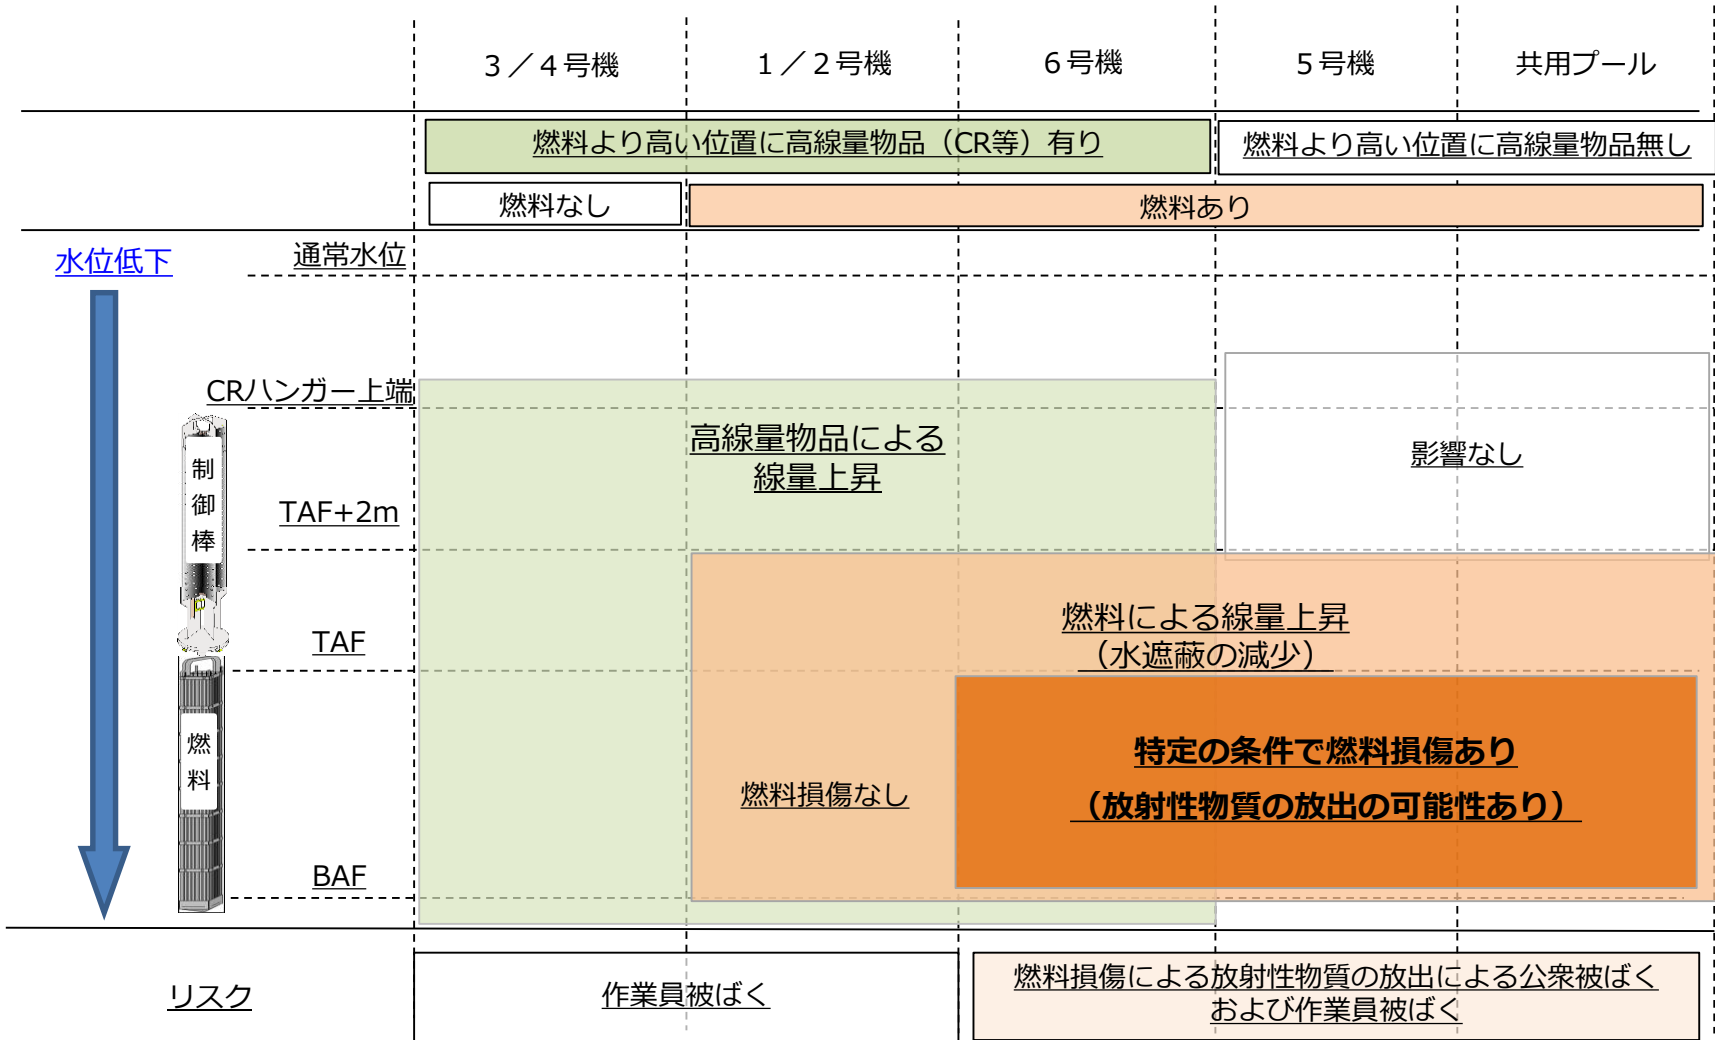 ３／４号機
１／２号機
６号機
５号機
共用プール
燃料より高い位置に高線量物品（CR等）有り
燃料より高い位置に高線量物品無し
燃料なし
燃料あり
水位低下
通常水位
CRハンガー上端
高線量物品による
線量上昇
影響なし
制
御
棒
TAF+2m
燃料による線量上昇
（水遮蔽の減少）
TAF
燃
料
特定の条件で燃料損傷あり
（放射性物質の放出の可能性あり）
燃料損傷なし
BAF
リスク
作業員被ばく
燃料損傷による放射性物質の放出による公衆被ばく
および作業員被ばく